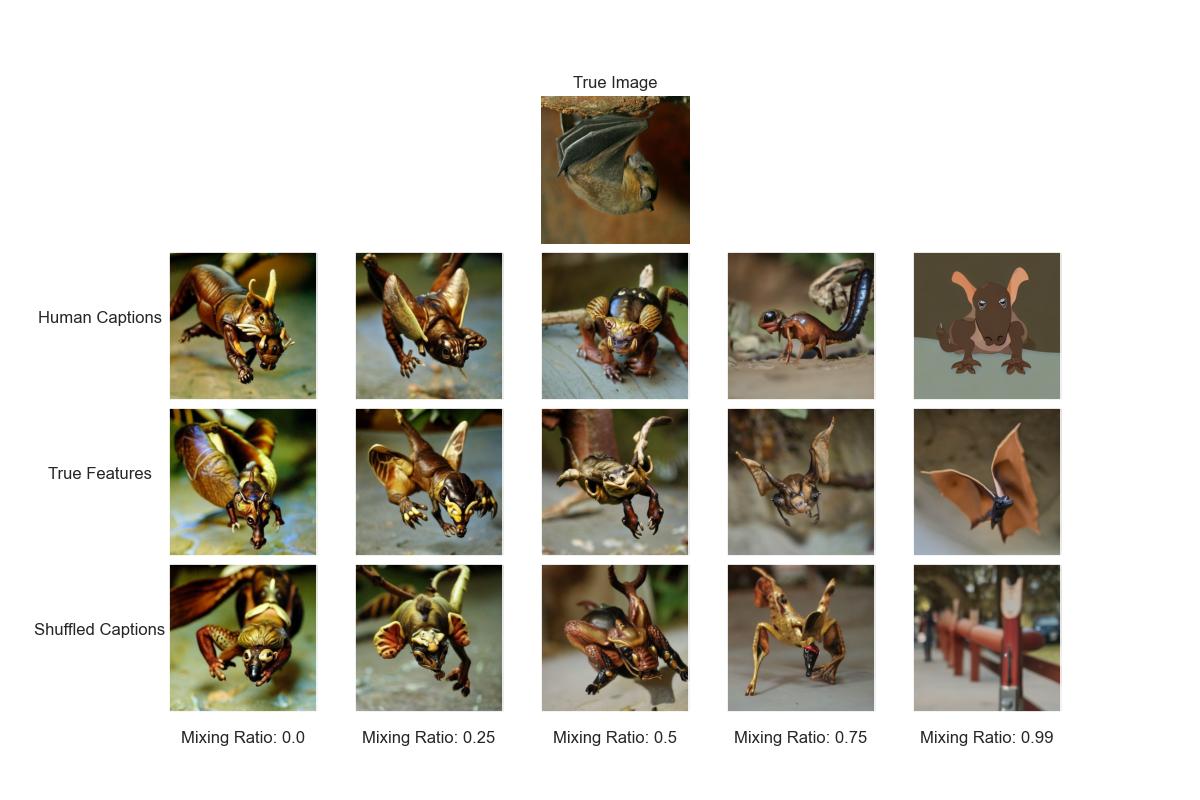 True Image
Human Captions
True Features
Shuffled Captions
Mixing Ratio: 0.0
Mixing Ratio: 0.25
Mixing Ratio: 0.5
Mixing Ratio: 0.75
Mixing Ratio: 0.99